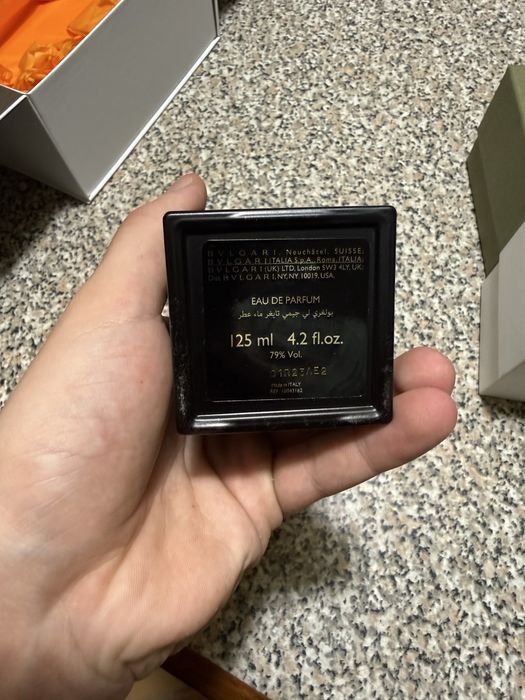 BVLGARI, Neuchâtel, SUISSE,
BVLGARI ITALIA S.p.A., Roma, ITALIA,
BVLGARI (UK) LTD, London SW3 4LY, UK;
BVLGARI, NY, NY 10019, USA.
EAU DE PARFUM
بولغري لي جيمي تايغر ماء عطر
125 ml 4.2 fl.oz.
79% Vol.
Made in ITALY
REF.